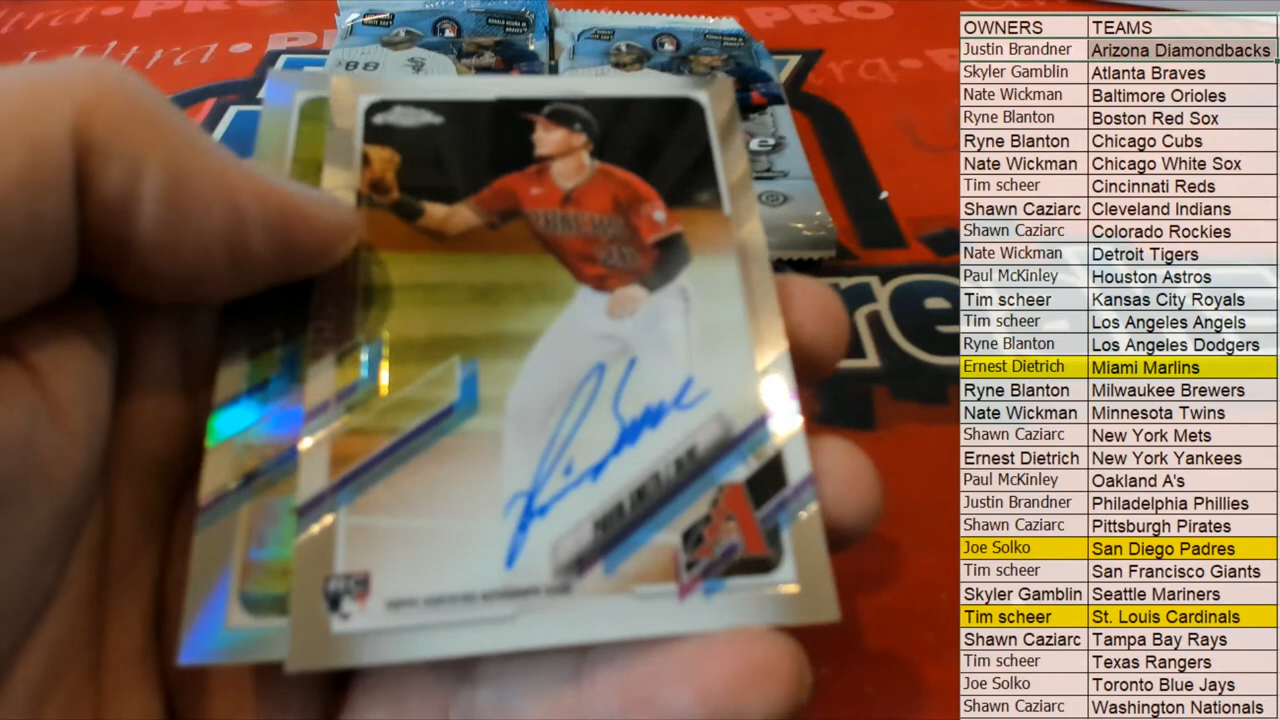 OWNERS TEAMS
Justin Brandner Arizona Diamondbacks
Skyler Gamblin Atlanta Braves
Nate Wickman Baltimore Orioles
Ryne Blanton Boston Red Sox
Ryne Blanton Chicago Cubs
Nate Wickman Chicago White Sox
Tim scheer Cincinnati Reds
Shawn Caziarc Cleveland Indians
Shawn Caziarc Colorado Rockies
Nate Wickman Detroit Tigers
Paul McKinley Houston Astros
Tim scheer Kansas City Royals
Tim scheer Los Angeles Angels
Ryne Blanton Los Angeles Dodgers
Ernest Dietrich Miami Marlins
Ryne Blanton Milwaukee Brewers
Nate Wickman Minnesota Twins
Shawn Caziarc New York Mets
Ernest Dietrich New York Yankees
Paul McKinley Oakland A's
Justin Brandner Philadelphia Phillies
Shawn Caziarc Pittsburgh Pirates
Joe Solko San Diego Padres
Tim scheer San Francisco Giants
Skyler Gamblin Seattle Mariners
Tim scheer St. Louis Cardinals
Shawn Caziarc Tampa Bay Rays
Tim scheer Texas Rangers
Joe Solko Toronto Blue Jays
Shawn Caziarc Washington Nationals
PRO
PRO
88
RC